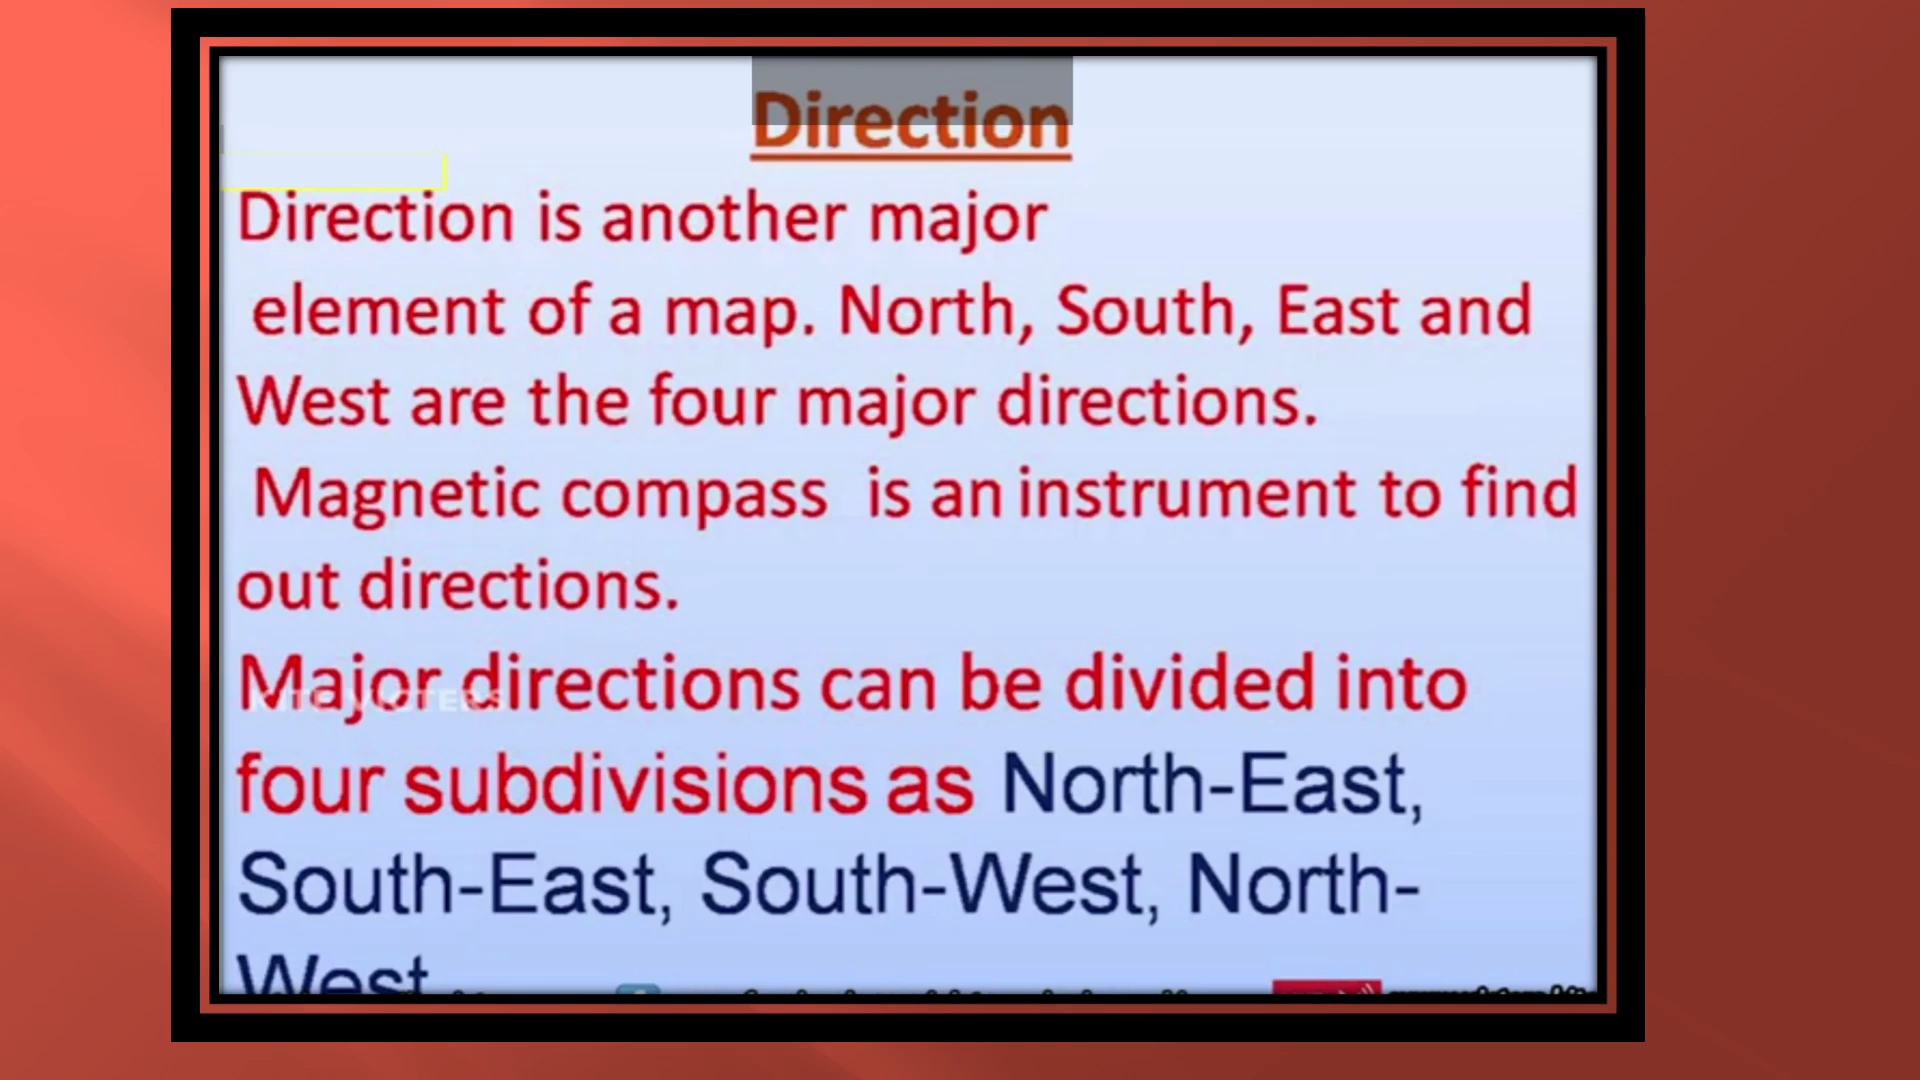 Direction
Direction is another major
element of a map. North, South, East and
West are the four major directions.
Magnetic compass is an instrument to find
out directions.
Major directions can be divided into
KITE VICTERS
four subdivisions as North-East,
South-East, South-West, North-
West